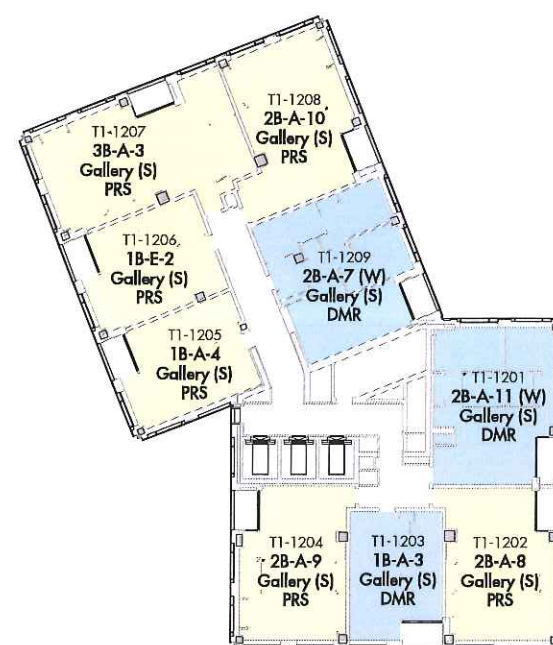 T1-1207
3B-A-3
Gallery (S)
PRS
T1-1208
2B-A-10
Gallery (S)
PRS
T1-1206
1B-E-2
Gallery (S)
PRS
T1-1209
2B-A-7 (W)
Gallery (S)
DMR
T1-1205
1B-A-4
Gallery (S)
PRS
T1-1201
2B-A-11 (W)
Gallery (S)
DMR
T1-1204
2B-A-9
Gallery (S)
PRS
T1-1203
1B-A-3
Gallery (S)
DMR
T1-1202
2B-A-8
Gallery (S)
PRS